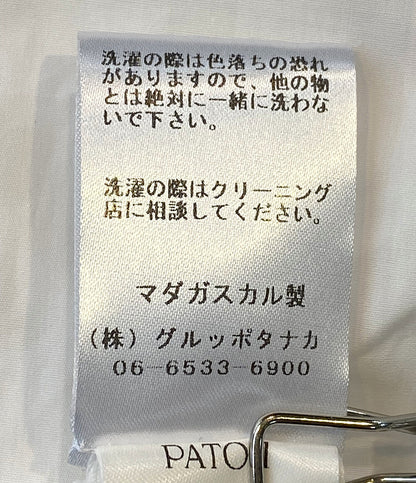 洗濯の際は色落ちの恐れ
がありますので、他の物
とは絶対に一緒に洗わな
いで下さい。
洗濯の際はクリーニング
店に相談してください。
マダガスカル製
（株）グルッポタナカ
06－6533－6900